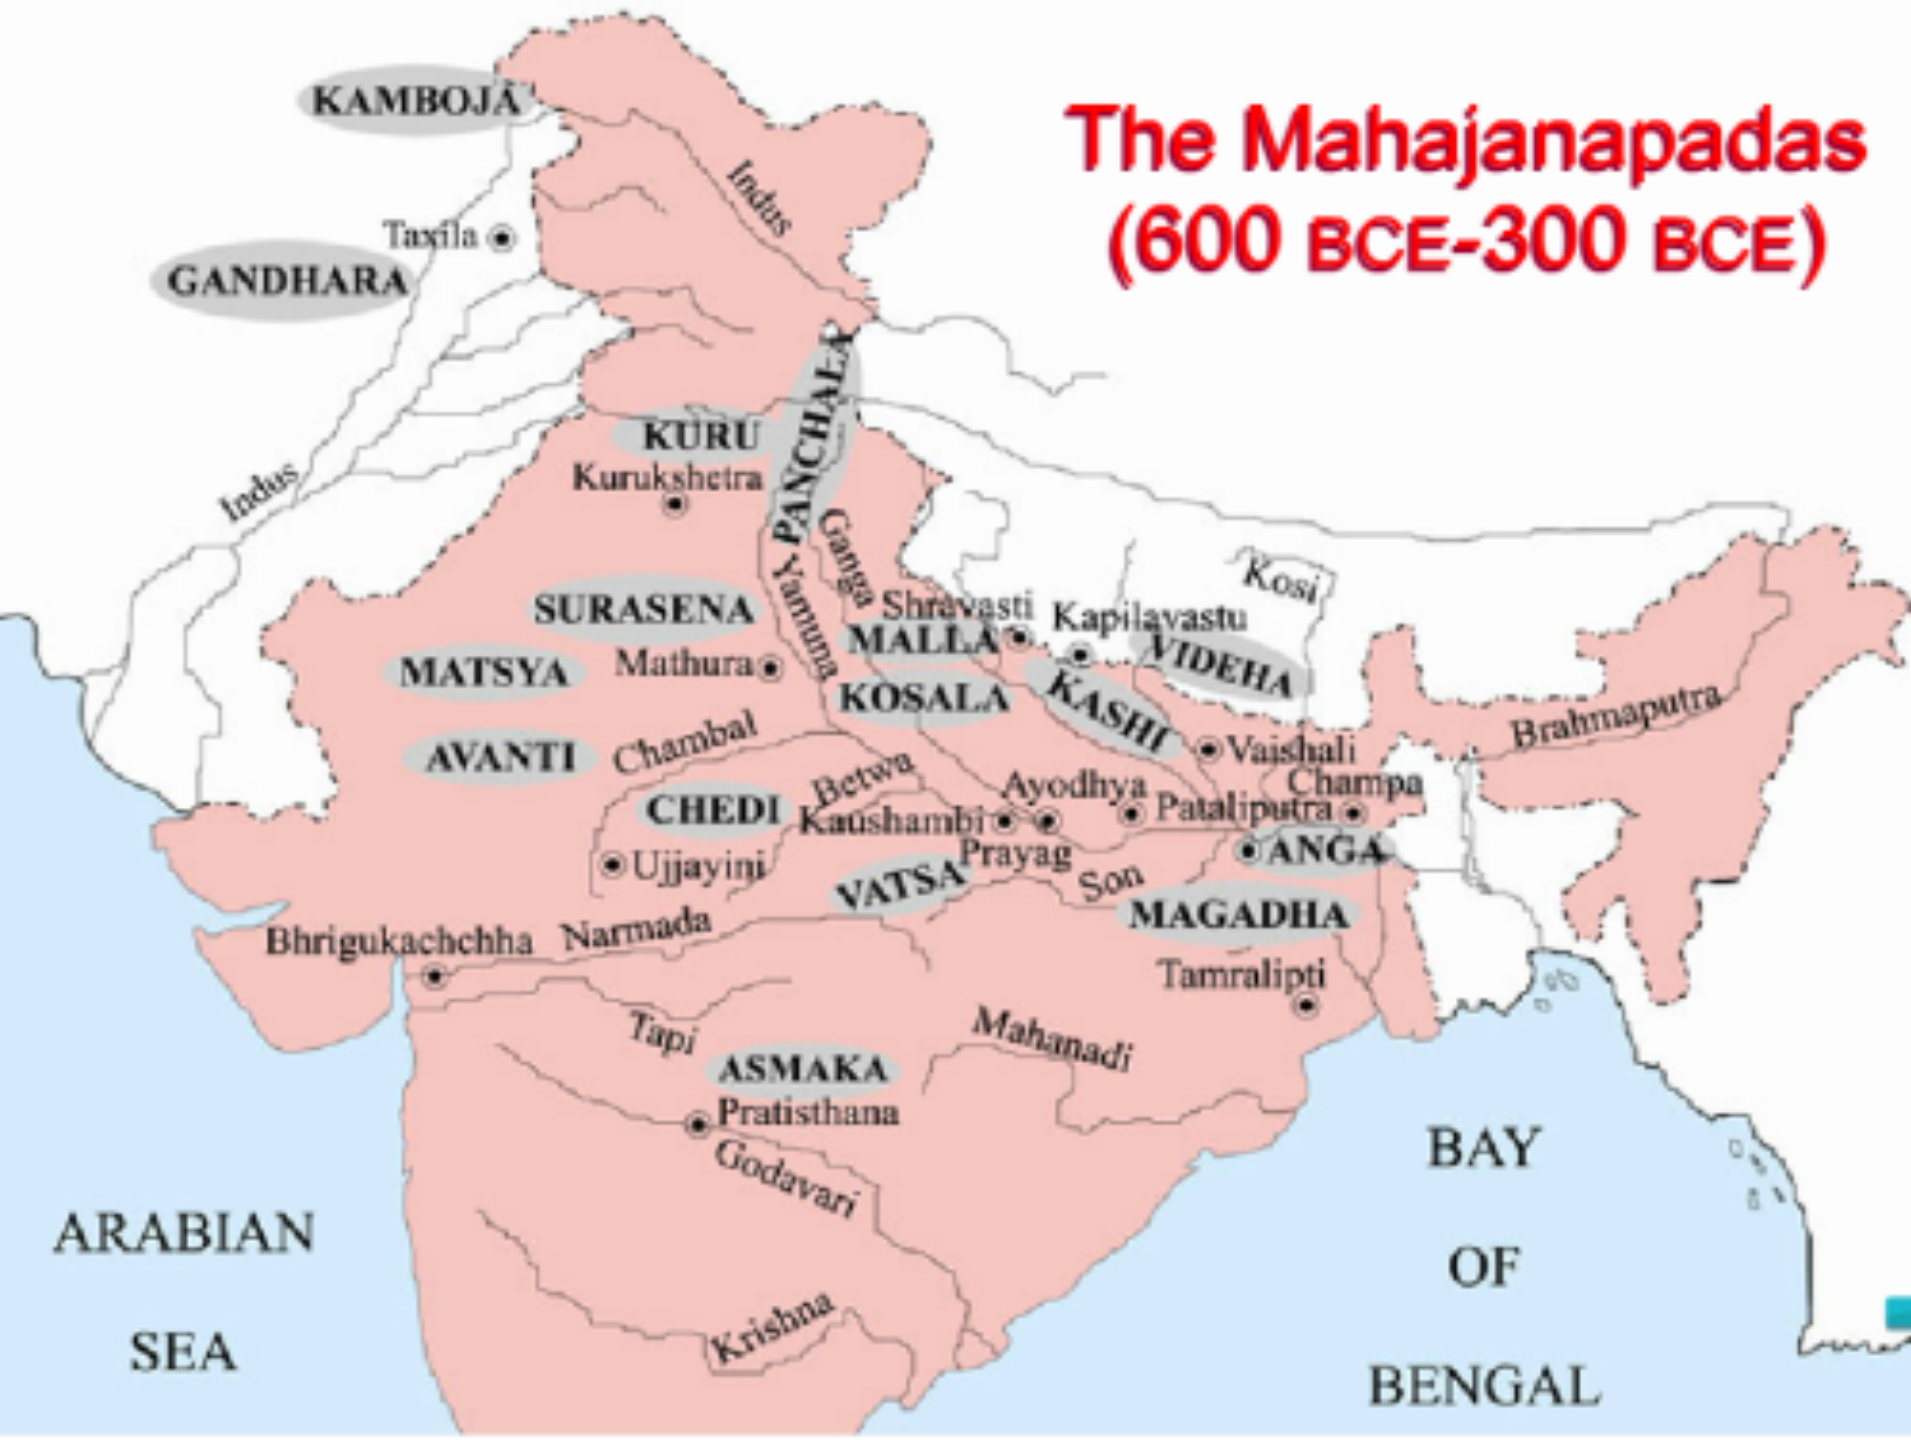 The Mahajanapadas
(600 BCE-300 BCE)
KAMBOJA
Indus
Taxila
GANDHARA
PANCHALA
KURU
Kurukshetra
Indus
Ganga
Yamuna
Kosi
SURASENA
Shravasti
Kapilavastu
MALLA
VIDEHA
MATSYA
Mathura
KOSALA
KASHI
Brahmaputra
AVANTI
Chambal
Vaishali
Betwa
Ayodhya
Champa
CHEDI
Kaushambi
Pataliputra
Ujjayini
Prayag
ANGA
VATSA
Son
MAGADHA
Bhrigukachchha
Narmada
Tamralipti
Tapi
Mahanadi
ASMAKA
Pratisthana
Godavari
Krishna
ARABIAN
SEA
BAY
OF
BENGAL